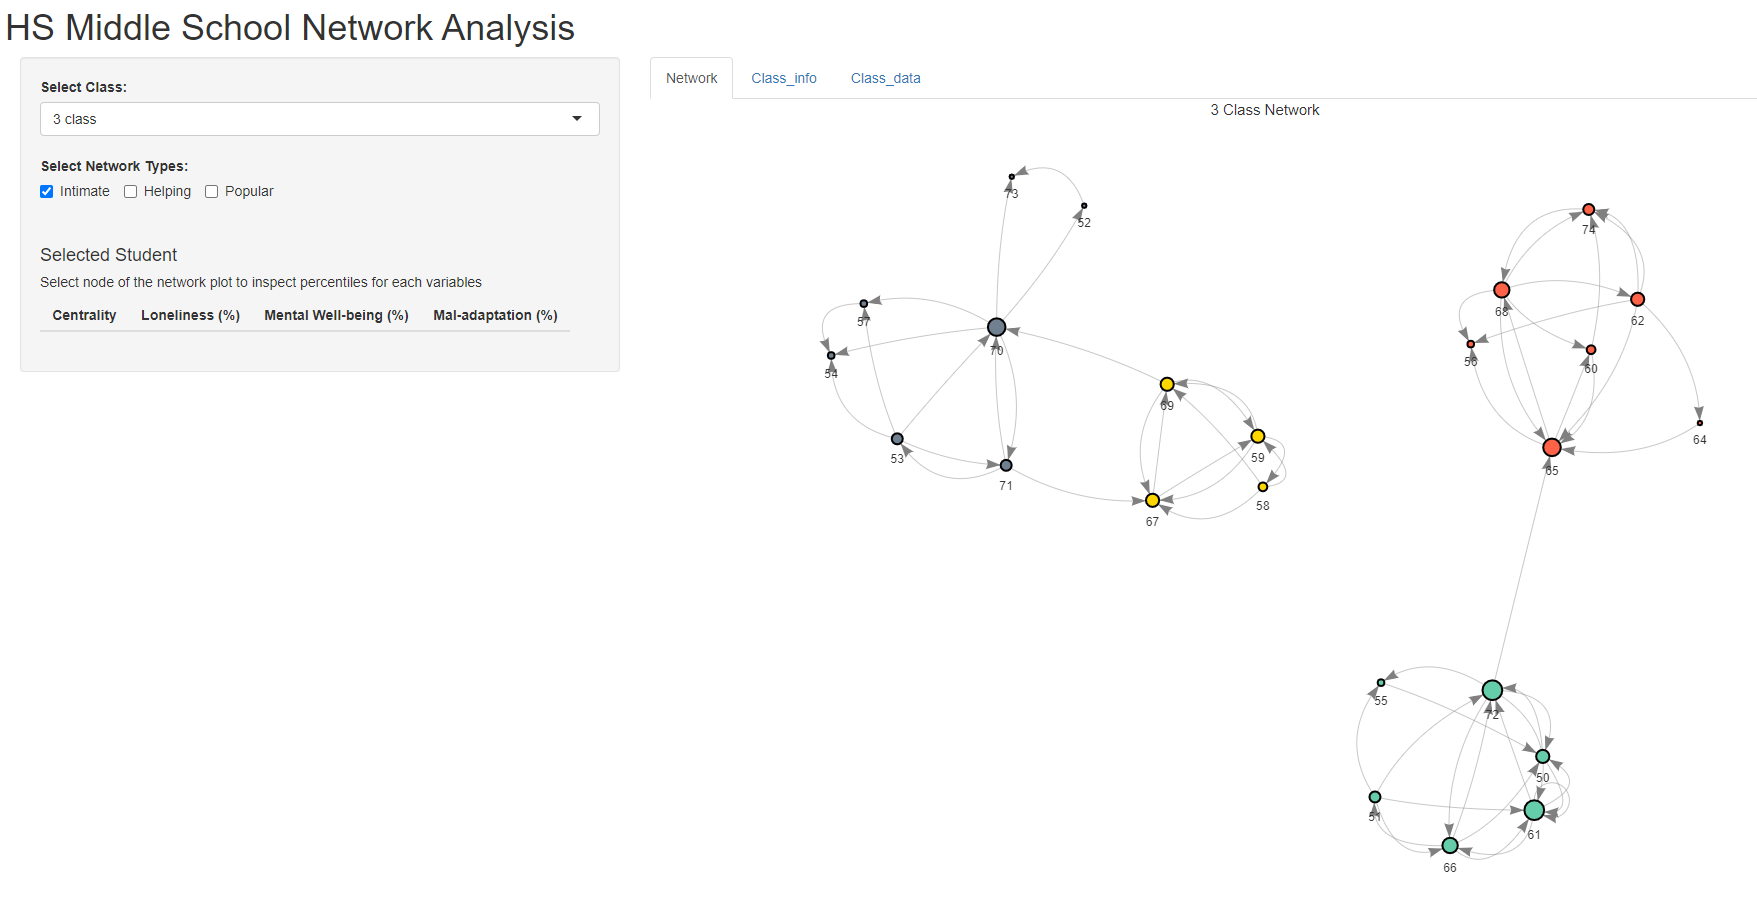 HS Middle School Network Analysis
Select Class:
3 class
Select Network Types:
Intimate Helping Popular
Selected Student
Select node of the network plot to inspect percentiles for each variables
Centrality Loneliness (%) Mental Well-being (%) Mal-adaptation (%)
Network Class_info Class_data
3 Class Network
73
52
74
68
62
57
70
56
60
54
69
64
53
59
65
71
58
67
55
72
50
51
61
66